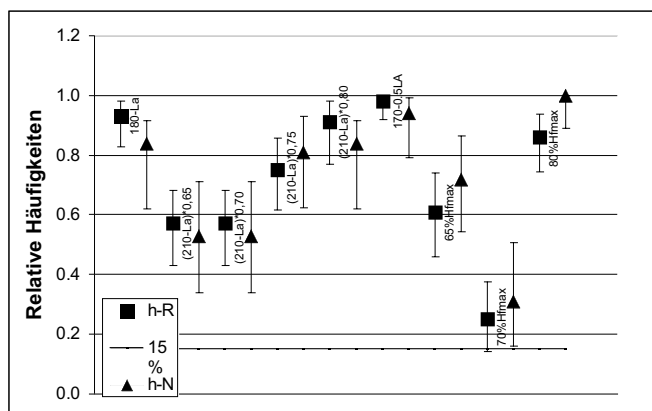 Relative Häufigkeiten
1.2
1.0
0.8
0.6
0.4
0.2
0.0
180-La
(210-La)*0,65
(210-La)*0,70
(210-La)*0,75
(210-La)*0,80
170-0.5LA
65%Hfmax
70%Hfmax
80%Hfmax
h-R
15
%
h-N